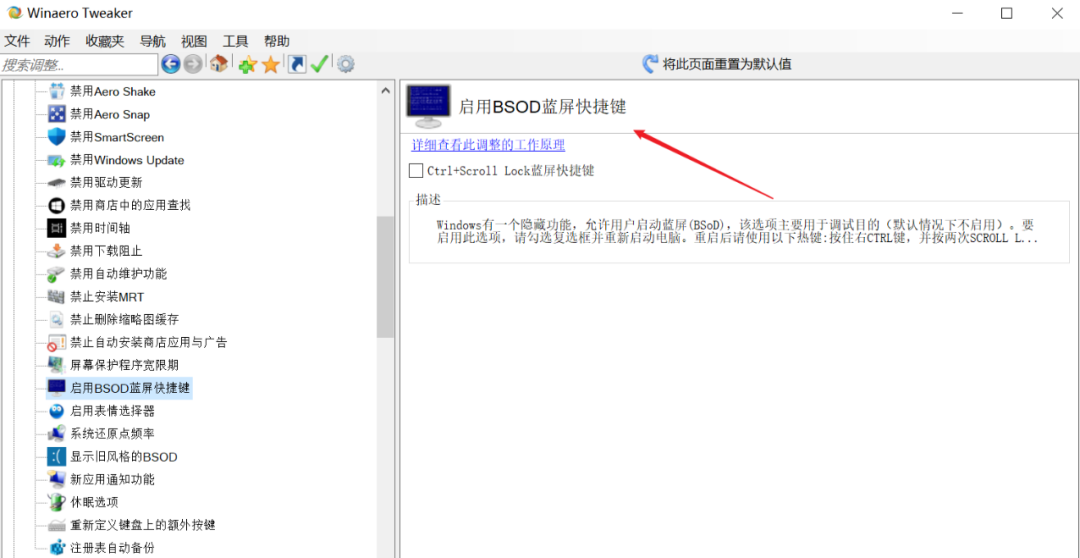 Winaero Tweaker
文件 动作 收藏夹 导航 视图 工具 帮助
搜索调整...
将此页面重置为默认值
禁用Aero Shake
禁用Aero Snap
禁用SmartScreen
禁用Windows Update
禁用驱动更新
禁用商店中的应用查找
禁用时间轴
禁用下载阻止
禁用自动维护功能
禁止安装MRT
禁止删除缩略图缓存
禁止自动安装商店应用与广告
屏幕保护程序宽限期
启用BSOD蓝屏快捷键
启用表情选择器
系统还原点频率
显示旧风格的BSOD
新应用通知功能
休眠选项
重新定义键盘上的额外按键
注册表自动备份
启用BSOD蓝屏快捷键
详细查看此调整的工作原理
Ctrl+Scroll Lock蓝屏快捷键
描述
Windows有一个隐藏功能，允许用户启动蓝屏(BSoD)，该选项主要用于调试目的（默认情况下不启用）。要
启用此选项，请勾选复选框并重新启动电脑。重启后请使用以下热键:按住右CTRL键，并按两次SCROLL L...